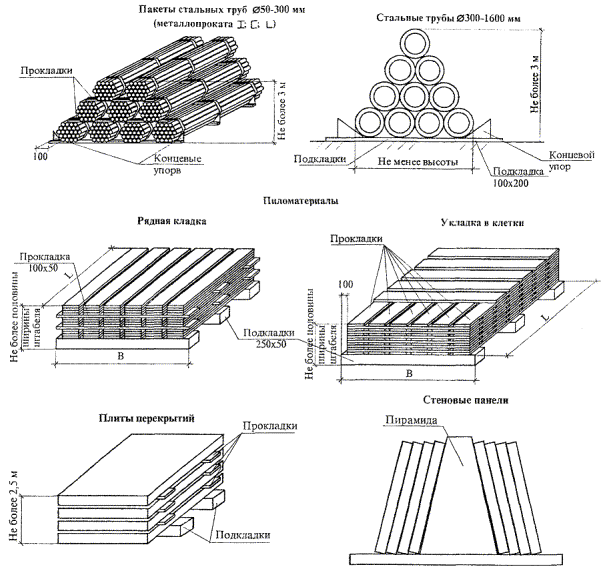 Пакеты стальных труб ⌀50-300 мм
(металлопроката I; [; L)
Прокладки
Не более 3 м
100
Концевые
упорв
Стальные трубы ⌀300-1600 мм
Не более 3 м
Подкладки
Не менее высоты
Концевой
упор
Подкладка
100х200
Пиломатериалы
Рядная кладка
Прокладка
100х50
L
Не более половины
ширины
штабеля
В
Укладка в клетки
Прокладки
100
Подкладки
250х50
Не более половины
ширины
штабеля
В
L
Плиты перекрытий
Прокладки
Не более 2,5 м
Подкладки
Стеновые панели
Пирамида